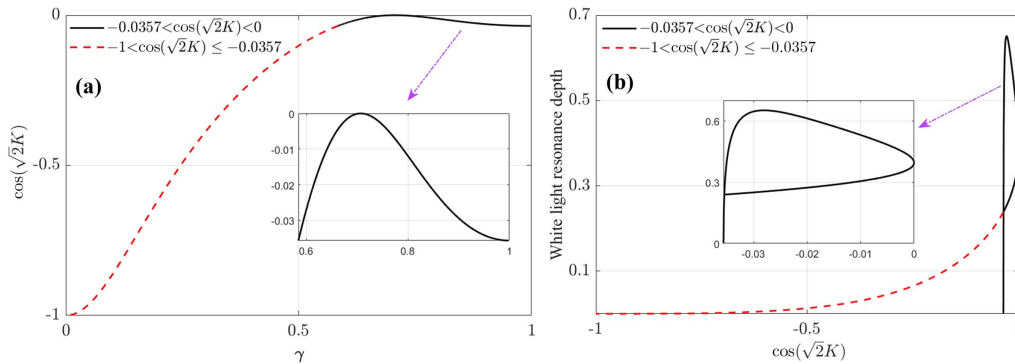 −0.0357<cos(√2K)<0
−1<cos(√2K) ≤ −0.0357
(a)
0
-0.5
-1
cos(√2K)
0
0.5
1
γ
0
-0.01
-0.02
-0.03
0.6
0.8
1
−0.0357<cos(√2K)<0
−1<cos(√2K) ≤ −0.0357
(b)
0.7
0.5
0.3
0.1
White light resonance depth
-1
-0.5
0
cos(√2K)
0.6
0.3
0
-0.03
-0.02
-0.01
0